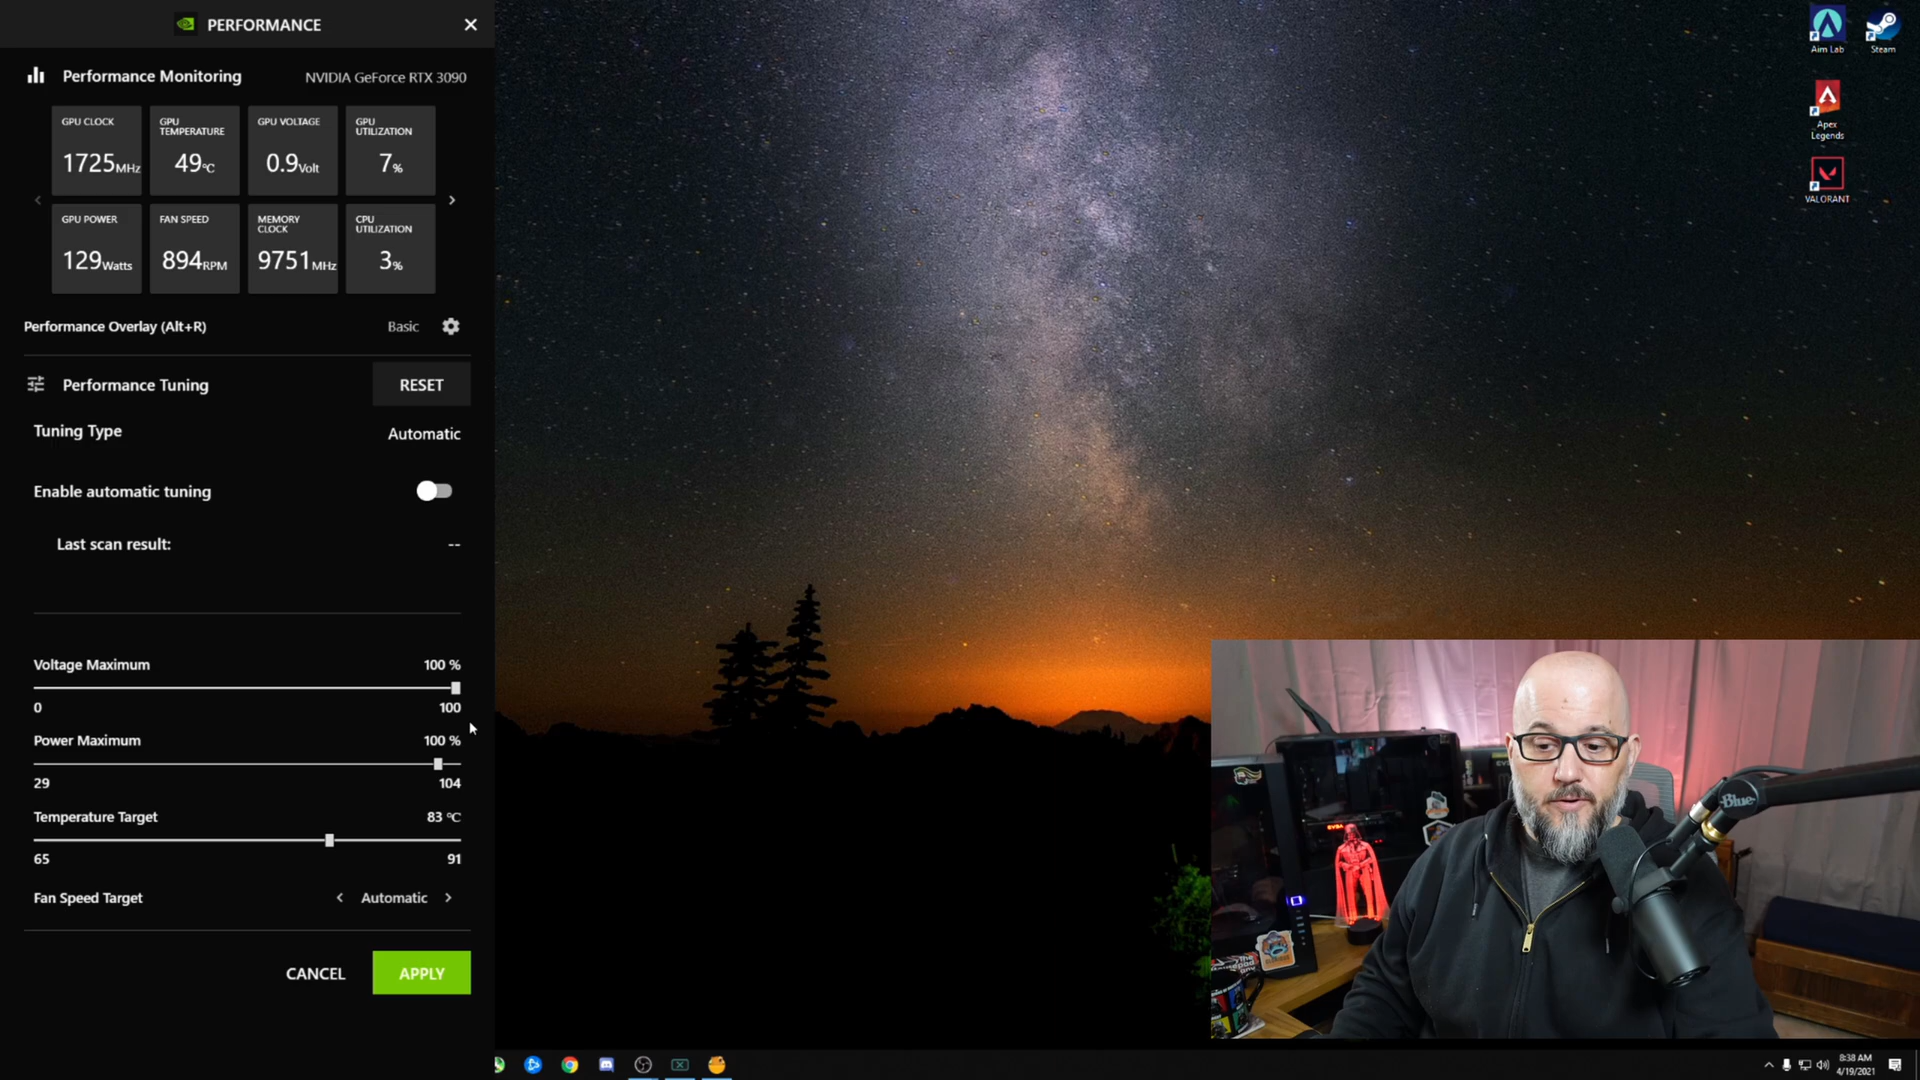 PERFORMANCE
Performance Monitoring
NVIDIA GeForce RTX 3090
GPU CLOCK
1725MHz
GPU TEMPERATURE
49°C
GPU VOLTAGE
0.9Volt
GPU UTILIZATION
7%
GPU POWER
129Watts
FAN SPEED
894RPM
MEMORY CLOCK
9751MHz
CPU UTILIZATION
3%
Performance Overlay (Alt+R)
Basic
Performance Tuning
RESET
Tuning Type
Automatic
Enable automatic tuning
Last scan result:
--
Voltage Maximum
100 %
0
100
Power Maximum
100 %
29
104
Temperature Target
83 °C
65
91
Fan Speed Target
< Automatic >
CANCEL
APPLY
Aim Lab
Steam
Apex
Legends
VALORANT
EVGA
Blue
8:38 AM
4/19/2021